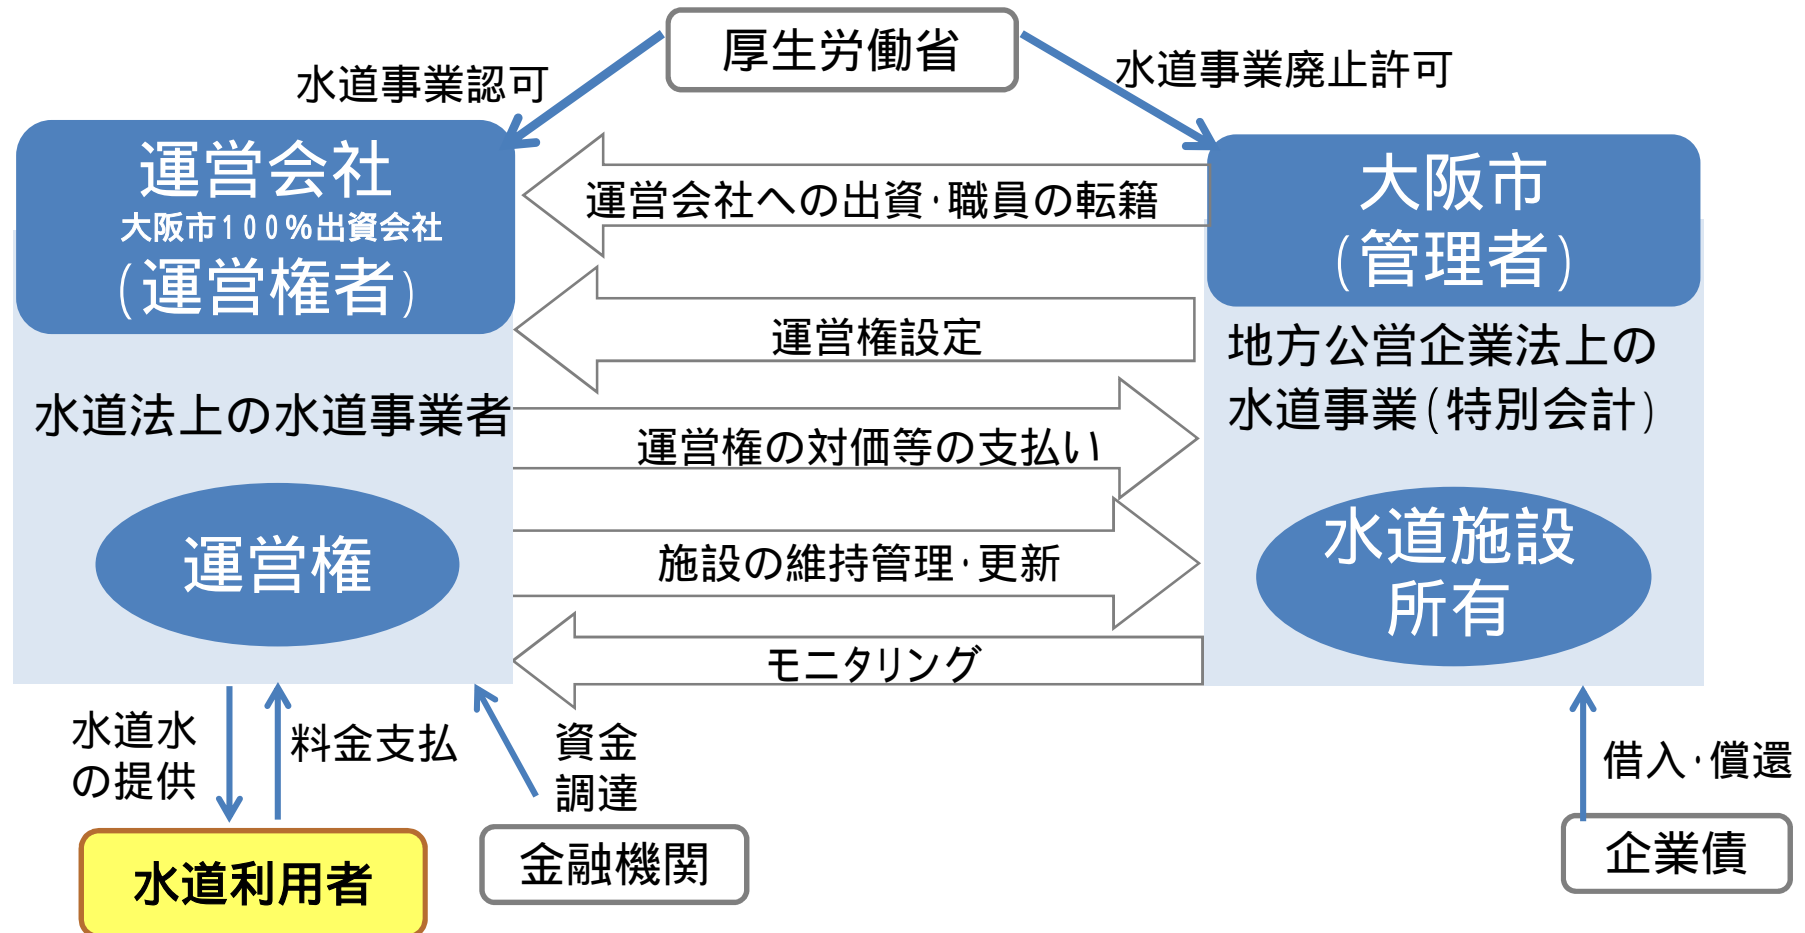 厚生労働省
水道事業認可
水道事業廃止許可
運営会社
大阪市100%出資会社
(運営権者)
大阪市
(管理者)
運営会社への出資・職員の転籍
運営権設定
地方公営企業法上の
水道事業(特別会計)
水道法上の水道事業者
運営権の対価等の支払い
運営権
施設の維持管理・更新
水道施設
所有
モニタリング
水道水
の提供
料金支払
資金
調達
借入・償還
水道利用者
金融機関
企業債